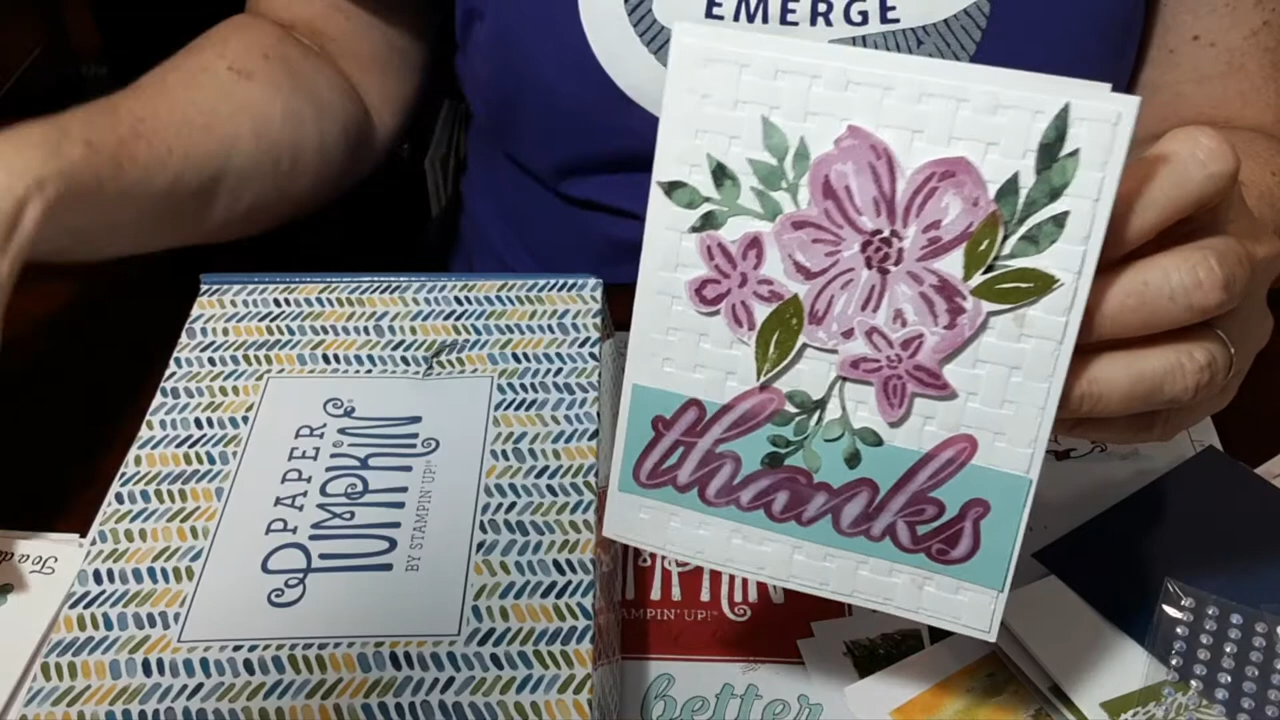 EMERGE
thanks
PAPER
PUMPKIN®
BY STAMPIN' UP!®
STAMPIN' UP!
better